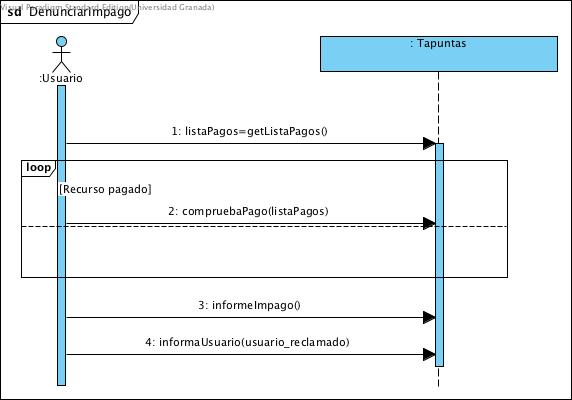 Visual Paradigm Standard Edition(Universidad Granada)
sd DenunciarImpago
: Tapuntas
:Usuario
1: listaPagos=getListaPagos()
loop
[Recurso pagado]
2: compruebaPago(listaPagos)
3: informeImpago()
4: informaUsuario(usuario_reclamado)